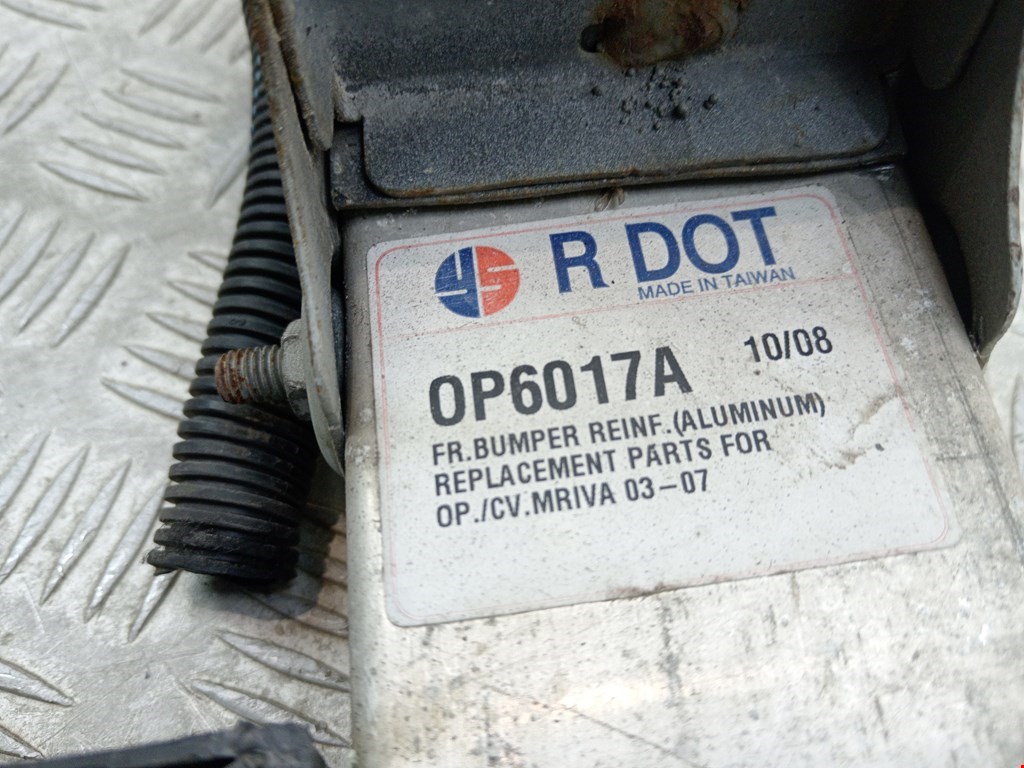 YS R DOT
MADE IN TAIWAN
OP6017A 10/08
FR.BUMPER REINF.(ALUMINUM)
REPLACEMENT PARTS FOR
OP./CV.MRIVA 03-07